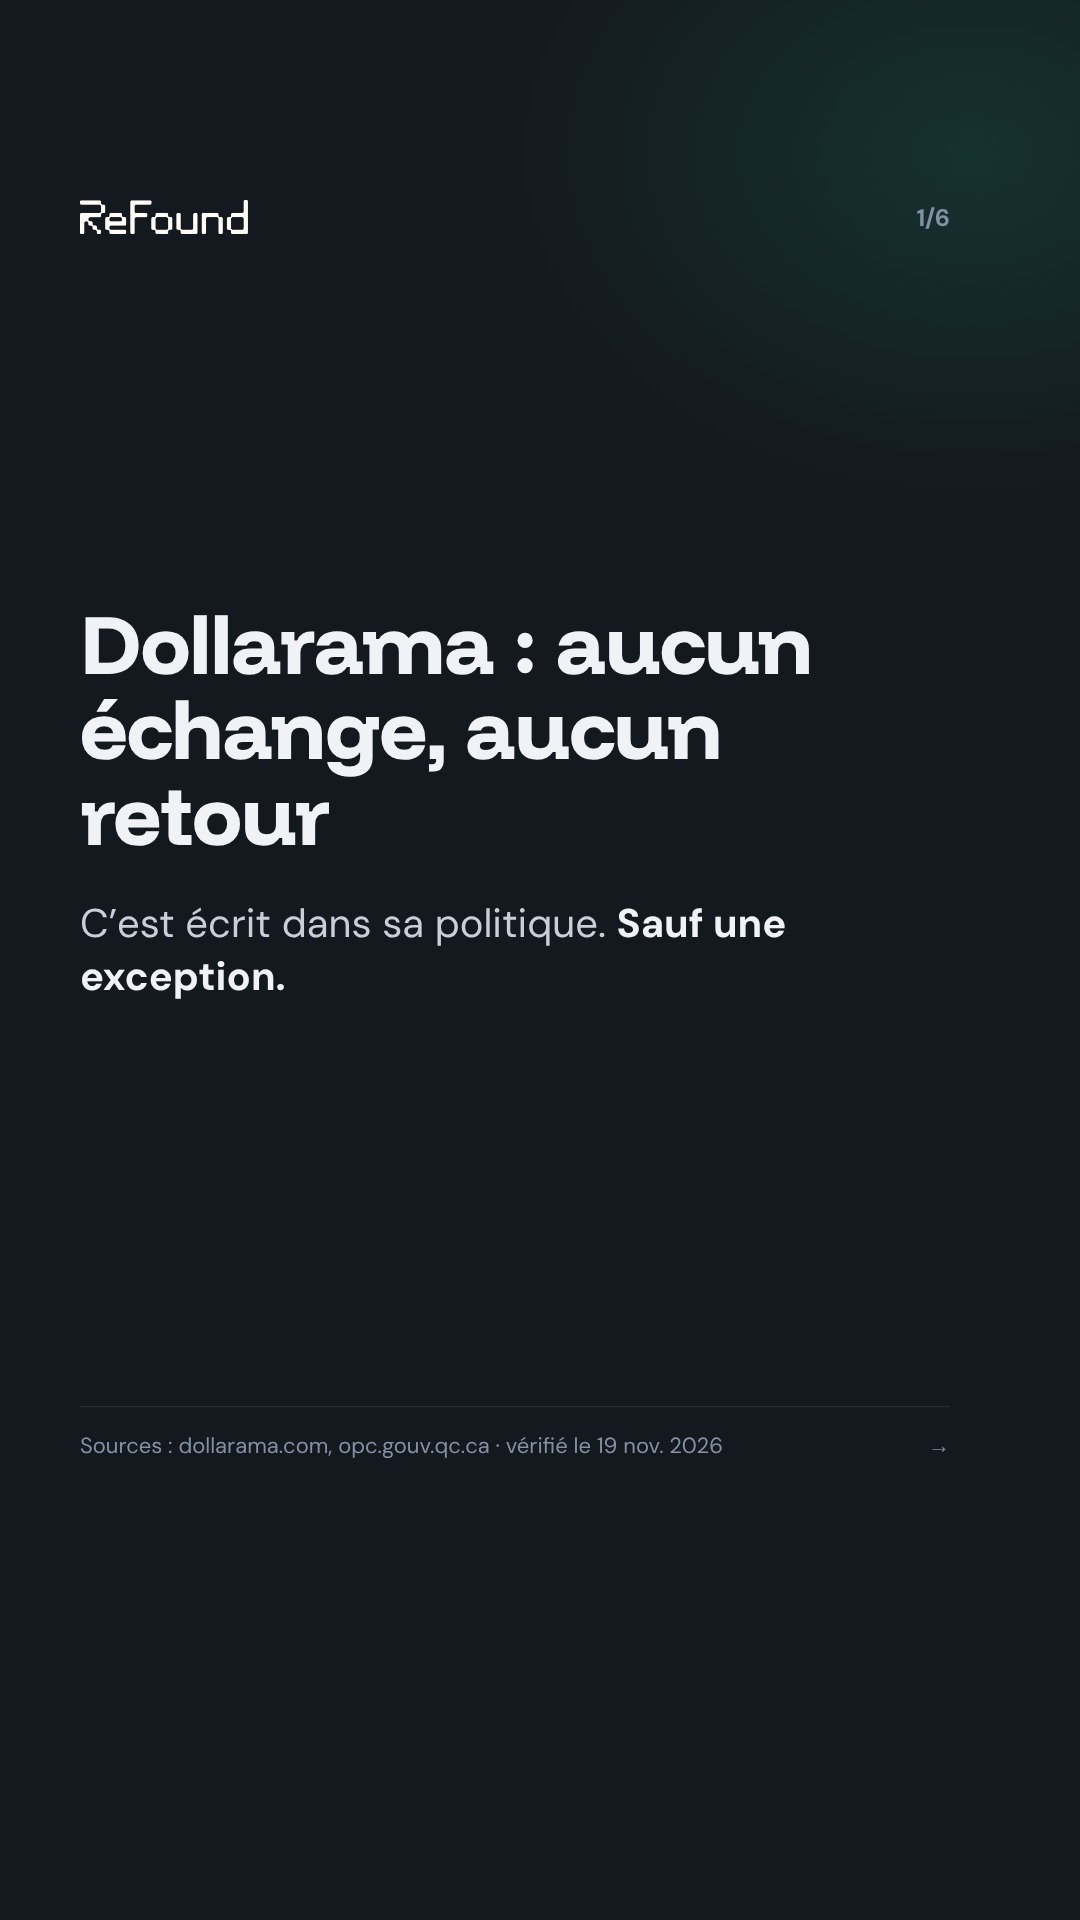 ReFound
1/6
Dollarama : aucun
échange, aucun
retour
C’est écrit dans sa politique. Sauf une
exception.
Sources : dollarama.com, opc.gouv.qc.ca · vérifié le 19 nov. 2026 →